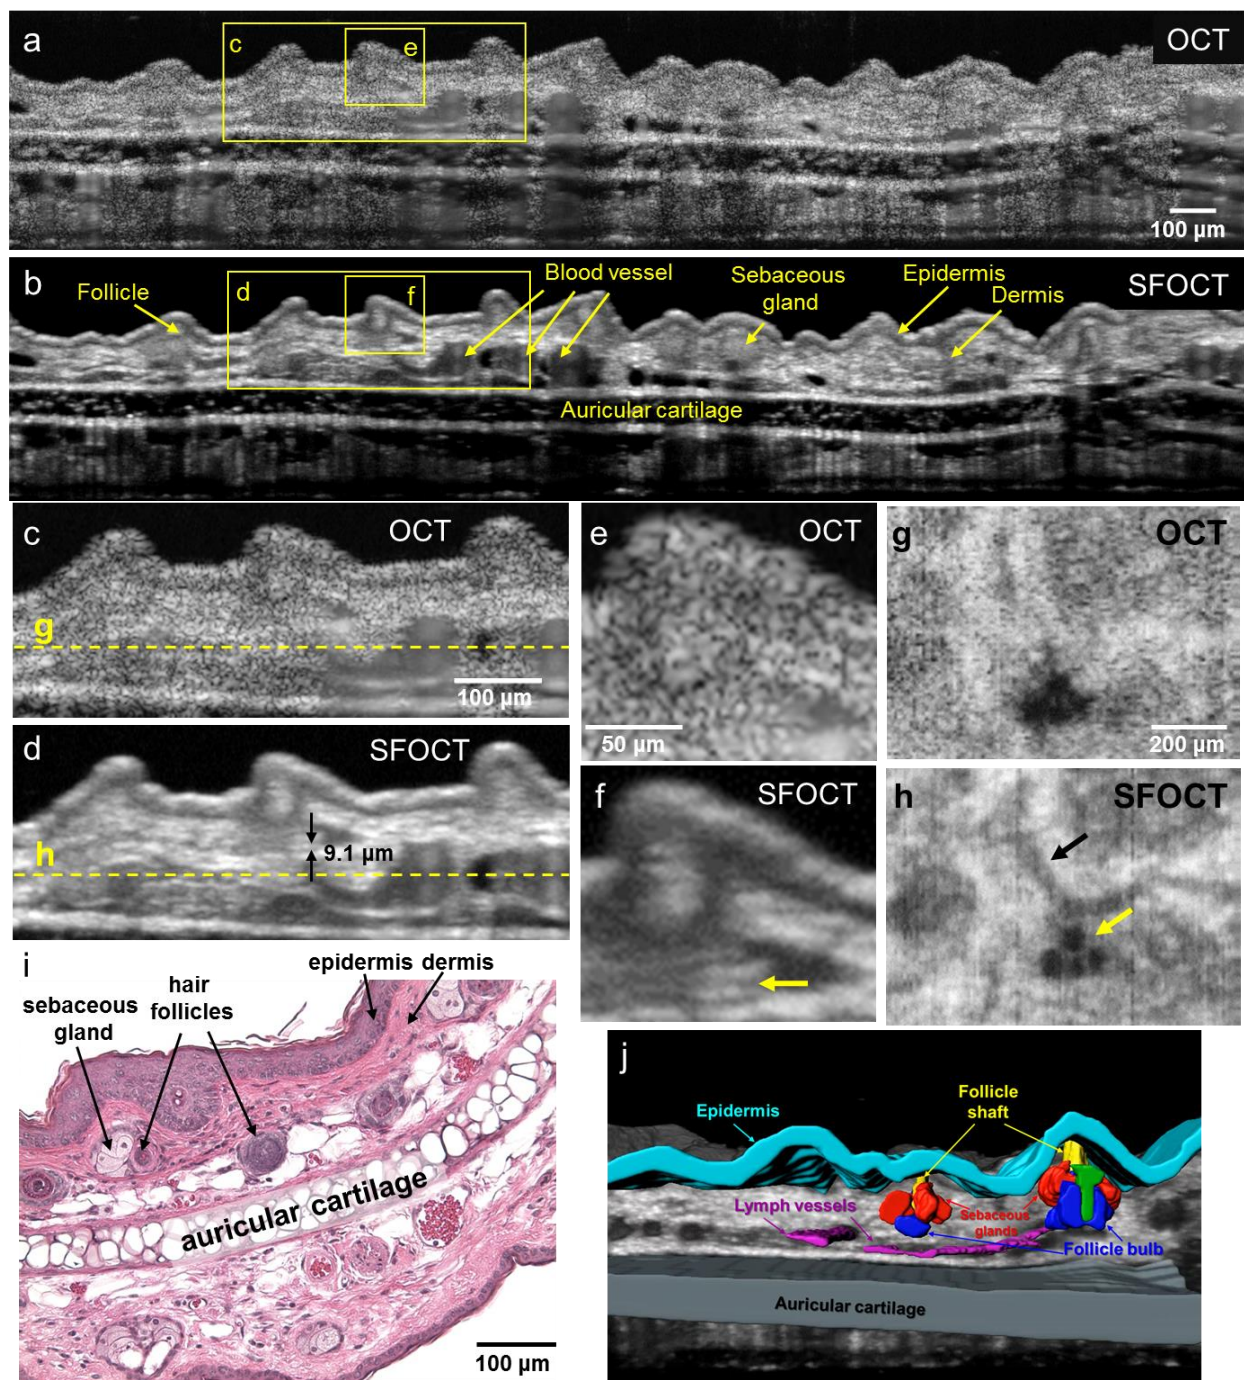 a
c
e
OCT
100 µm
b
Follicle
d
f
Blood vessel
Sebaceous
gland
Epidermis
Dermis
SFOCT
Auricular cartilage
c
OCT
g
100 µm
d
SFOCT
h
9.1 µm
e
OCT
50 µm
f
SFOCT
g
OCT
200 µm
h
SFOCT
i
sebaceous
gland
hair
follicles
epidermis
dermis
auricular cartilage
100 µm
j
Epidermis
Follicle
shaft
Lymph vessels
Sebaceous
glands
Follicle bulb
Auricular cartilage